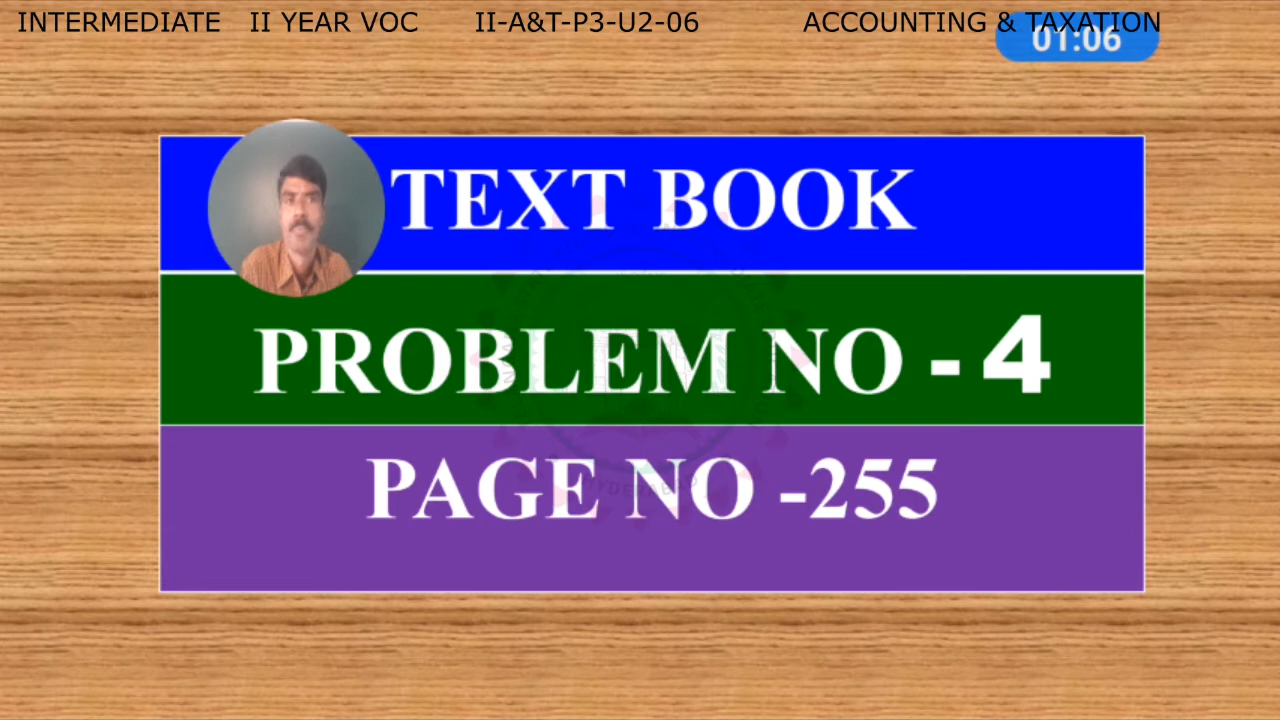 INTERMEDIATE II YEAR VOC II-A&T-P3-U2-06 ACCOUNTING & TAXATION
01:06
TEXT BOOK
PROBLEM NO - 4
PAGE NO -255
HYDERABAD